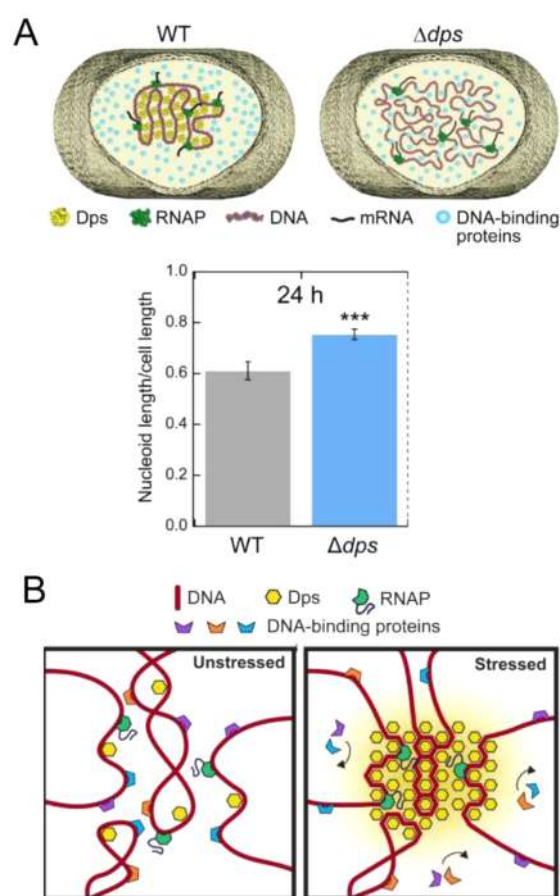 A
WT
Δdps
Dps
RNAP
DNA
mRNA
DNA-binding
proteins
24 h
***
Nucleoid length/cell length
1.0
0.8
0.6
0.4
0.2
0.0
WT
Δdps
B
DNA
Dps
RNAP
DNA-binding proteins
Unstressed
Stressed